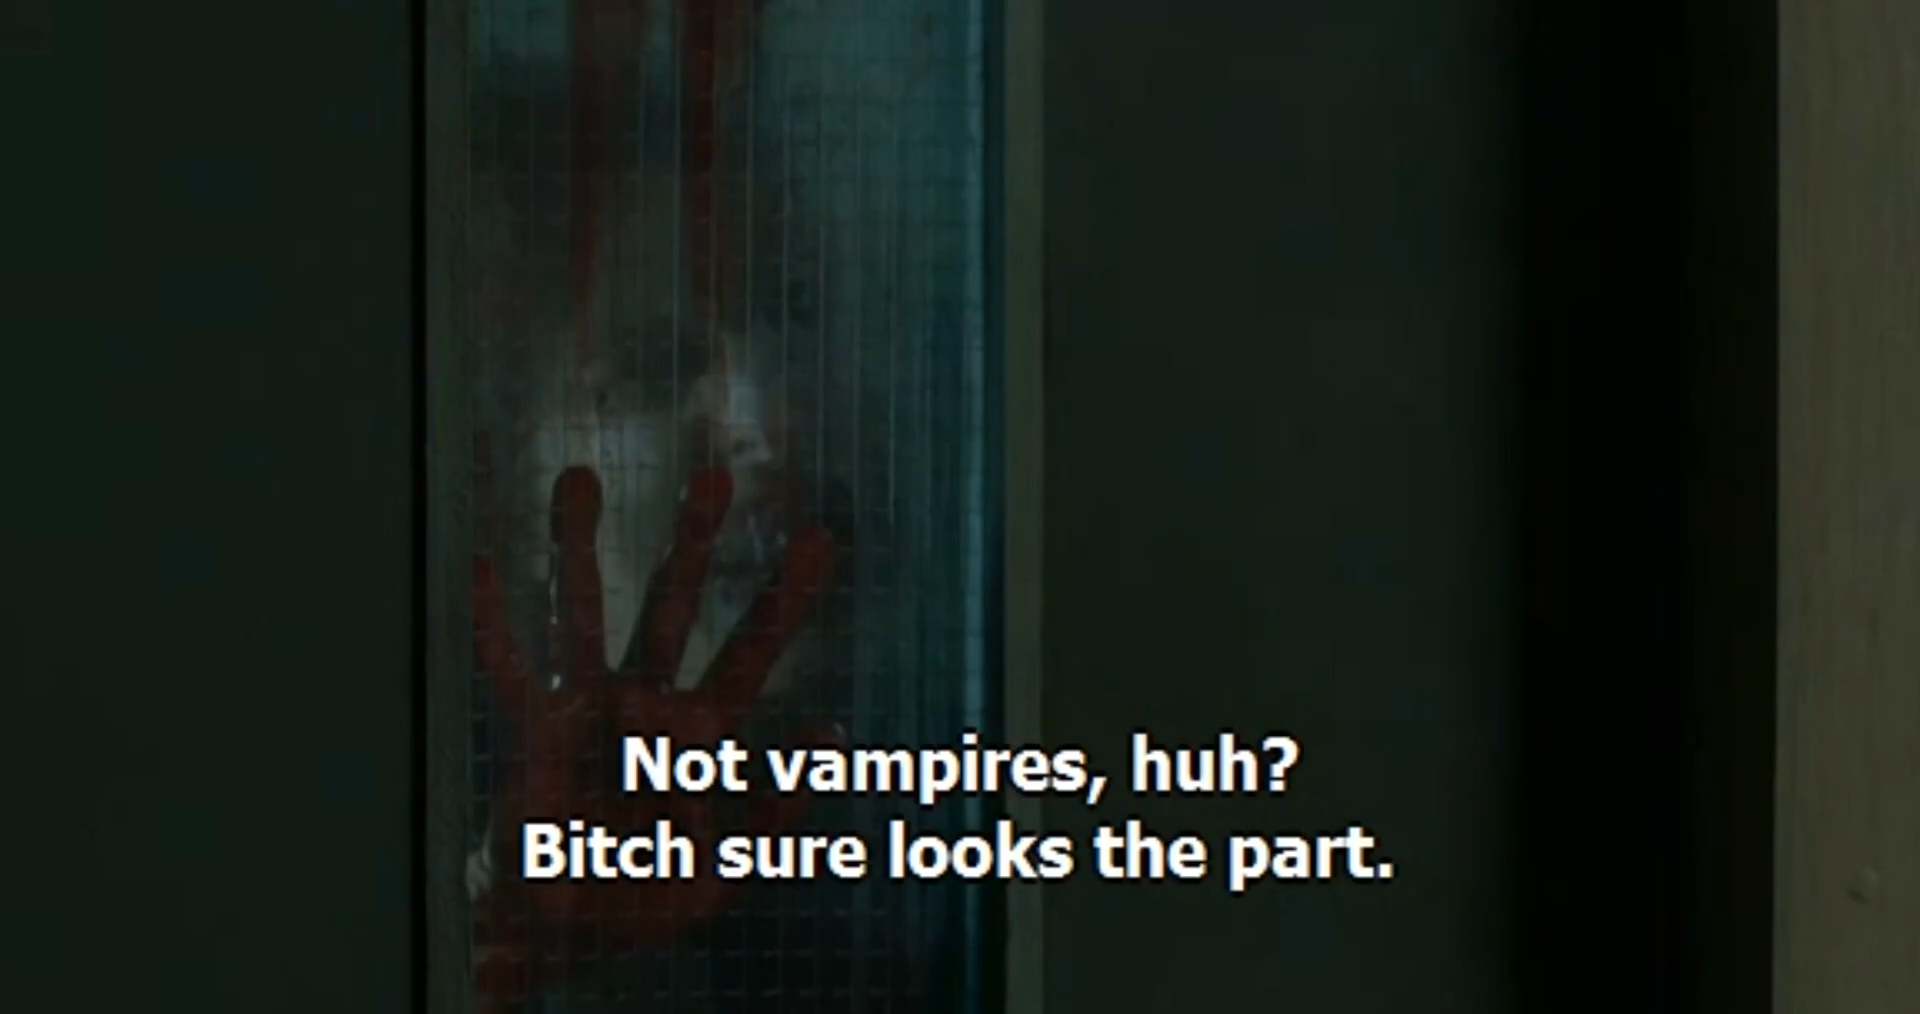 Not vampires, huh?
Bitch sure looks the part.